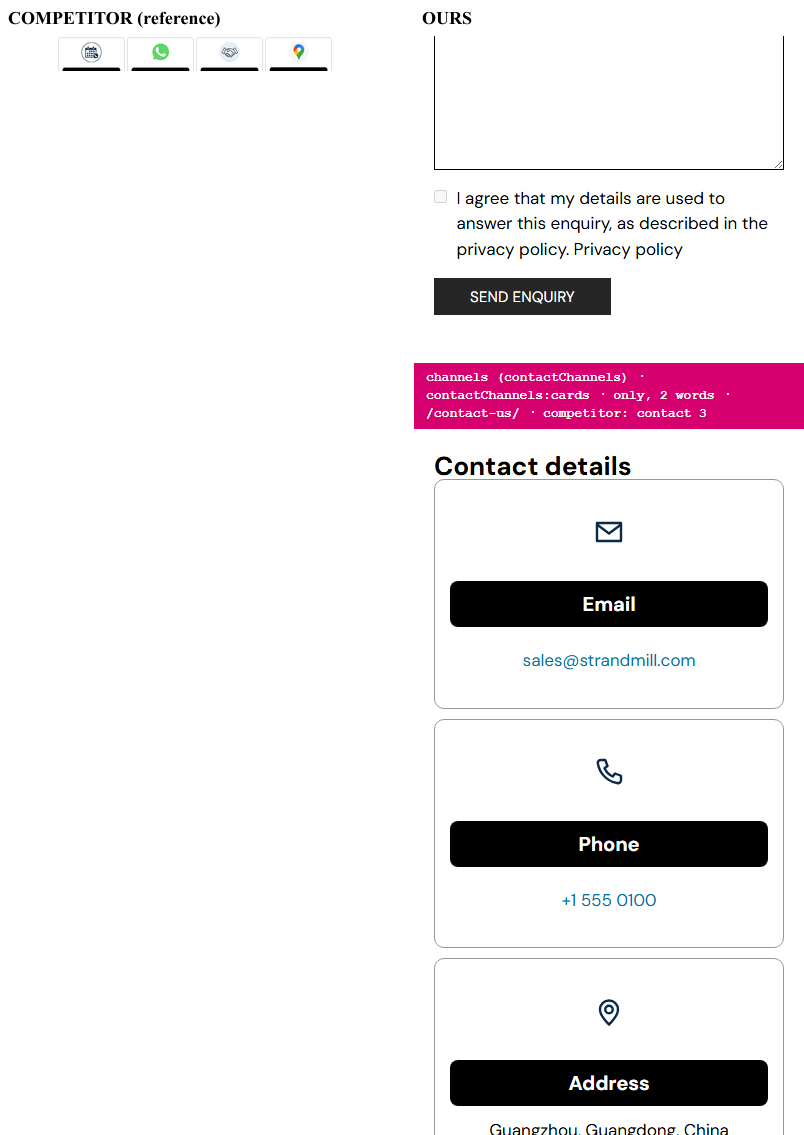 COMPETITOR (reference)
OURS
I agree that my details are used to
answer this enquiry, as described in the
privacy policy. Privacy policy
SEND ENQUIRY
channels (contactChannels) ·
contactChannels:cards · only, 2 words ·
/contact-us/ · competitor: contact 3
Contact details
Email
sales@strandmill.com
Phone
+1 555 0100
Address
Guangzhou, Guangdong, China